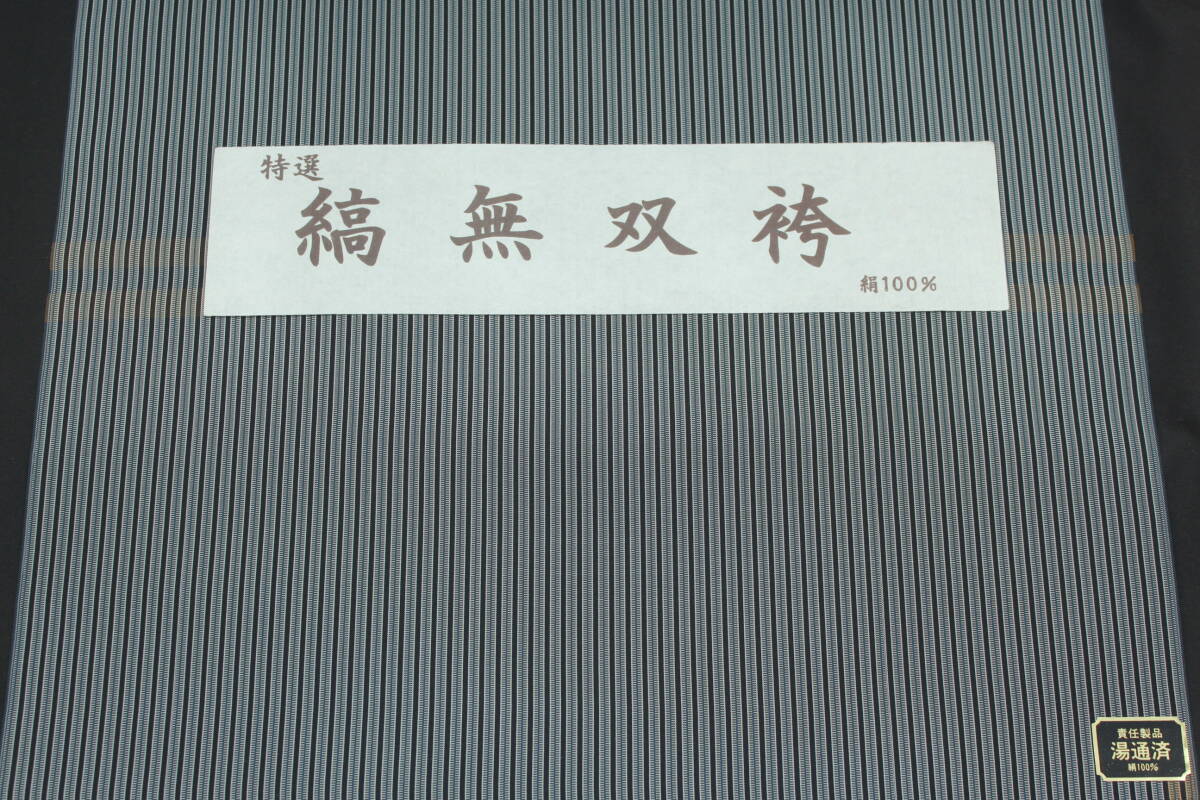 特選
縞無双袴
絹100%
責任製品
湯通済
絹100%